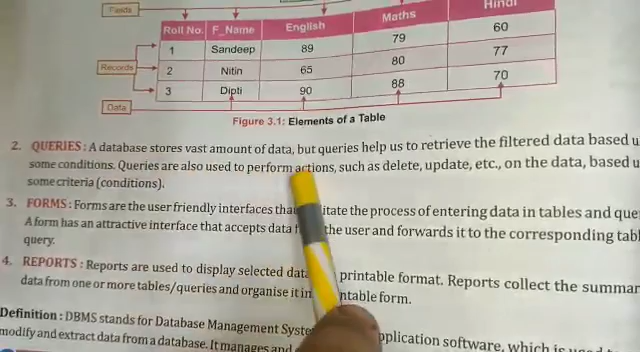 Fields
Roll No. F_Name English Maths Hindi
1 Sandeep 89 79 60
Records
2 Nitin 65 80 77
3 Dipti 90 88 70
Data
Figure 3.1: Elements of a Table
2. QUERIES : A database stores vast amount of data, but queries help us to retrieve the filtered data based
some conditions. Queries are also used to perform actions, such as delete, update, etc., on the data, based
some criteria (conditions).
3. FORMS : Forms are the user friendly interfaces tha itate the process of entering data in tables and que
A form has an attractive interface that accepts data the user and forwards it to the corresponding tab
query.
4. REPORTS : Reports are used to display selected data printable format. Reports collect the summar
data from one or more tables/queries and organise it in ntable form.
Definition : DBMS stands for Database Management Syste pplication software, which is
modify and extract data from a database. It manages and